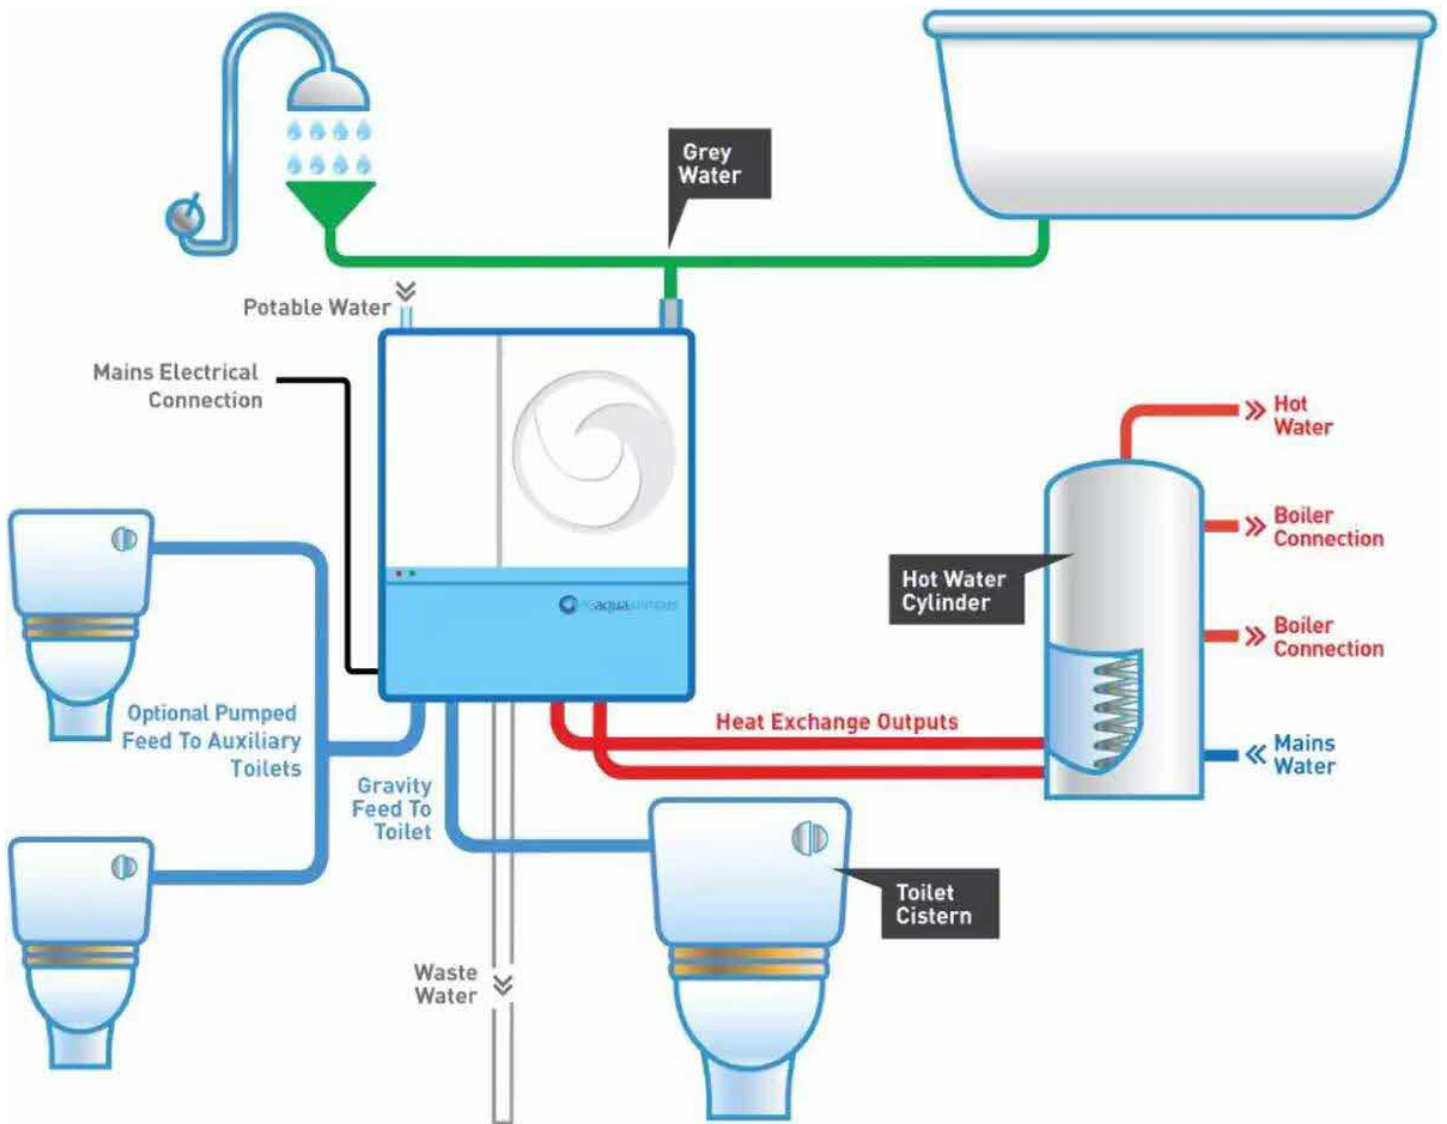 Grey
Water
Potable Water
Mains Electrical
Connection
Hot
Water
Boiler
Connection
Hot Water
Cylinder
aqua
Boiler
Connection
Optional Pumped
Feed To Auxiliary
Toilets
Heat Exchange Outputs
Mains
Water
Gravity
Feed To
Toilet
Toilet
Cistern
Waste
Water